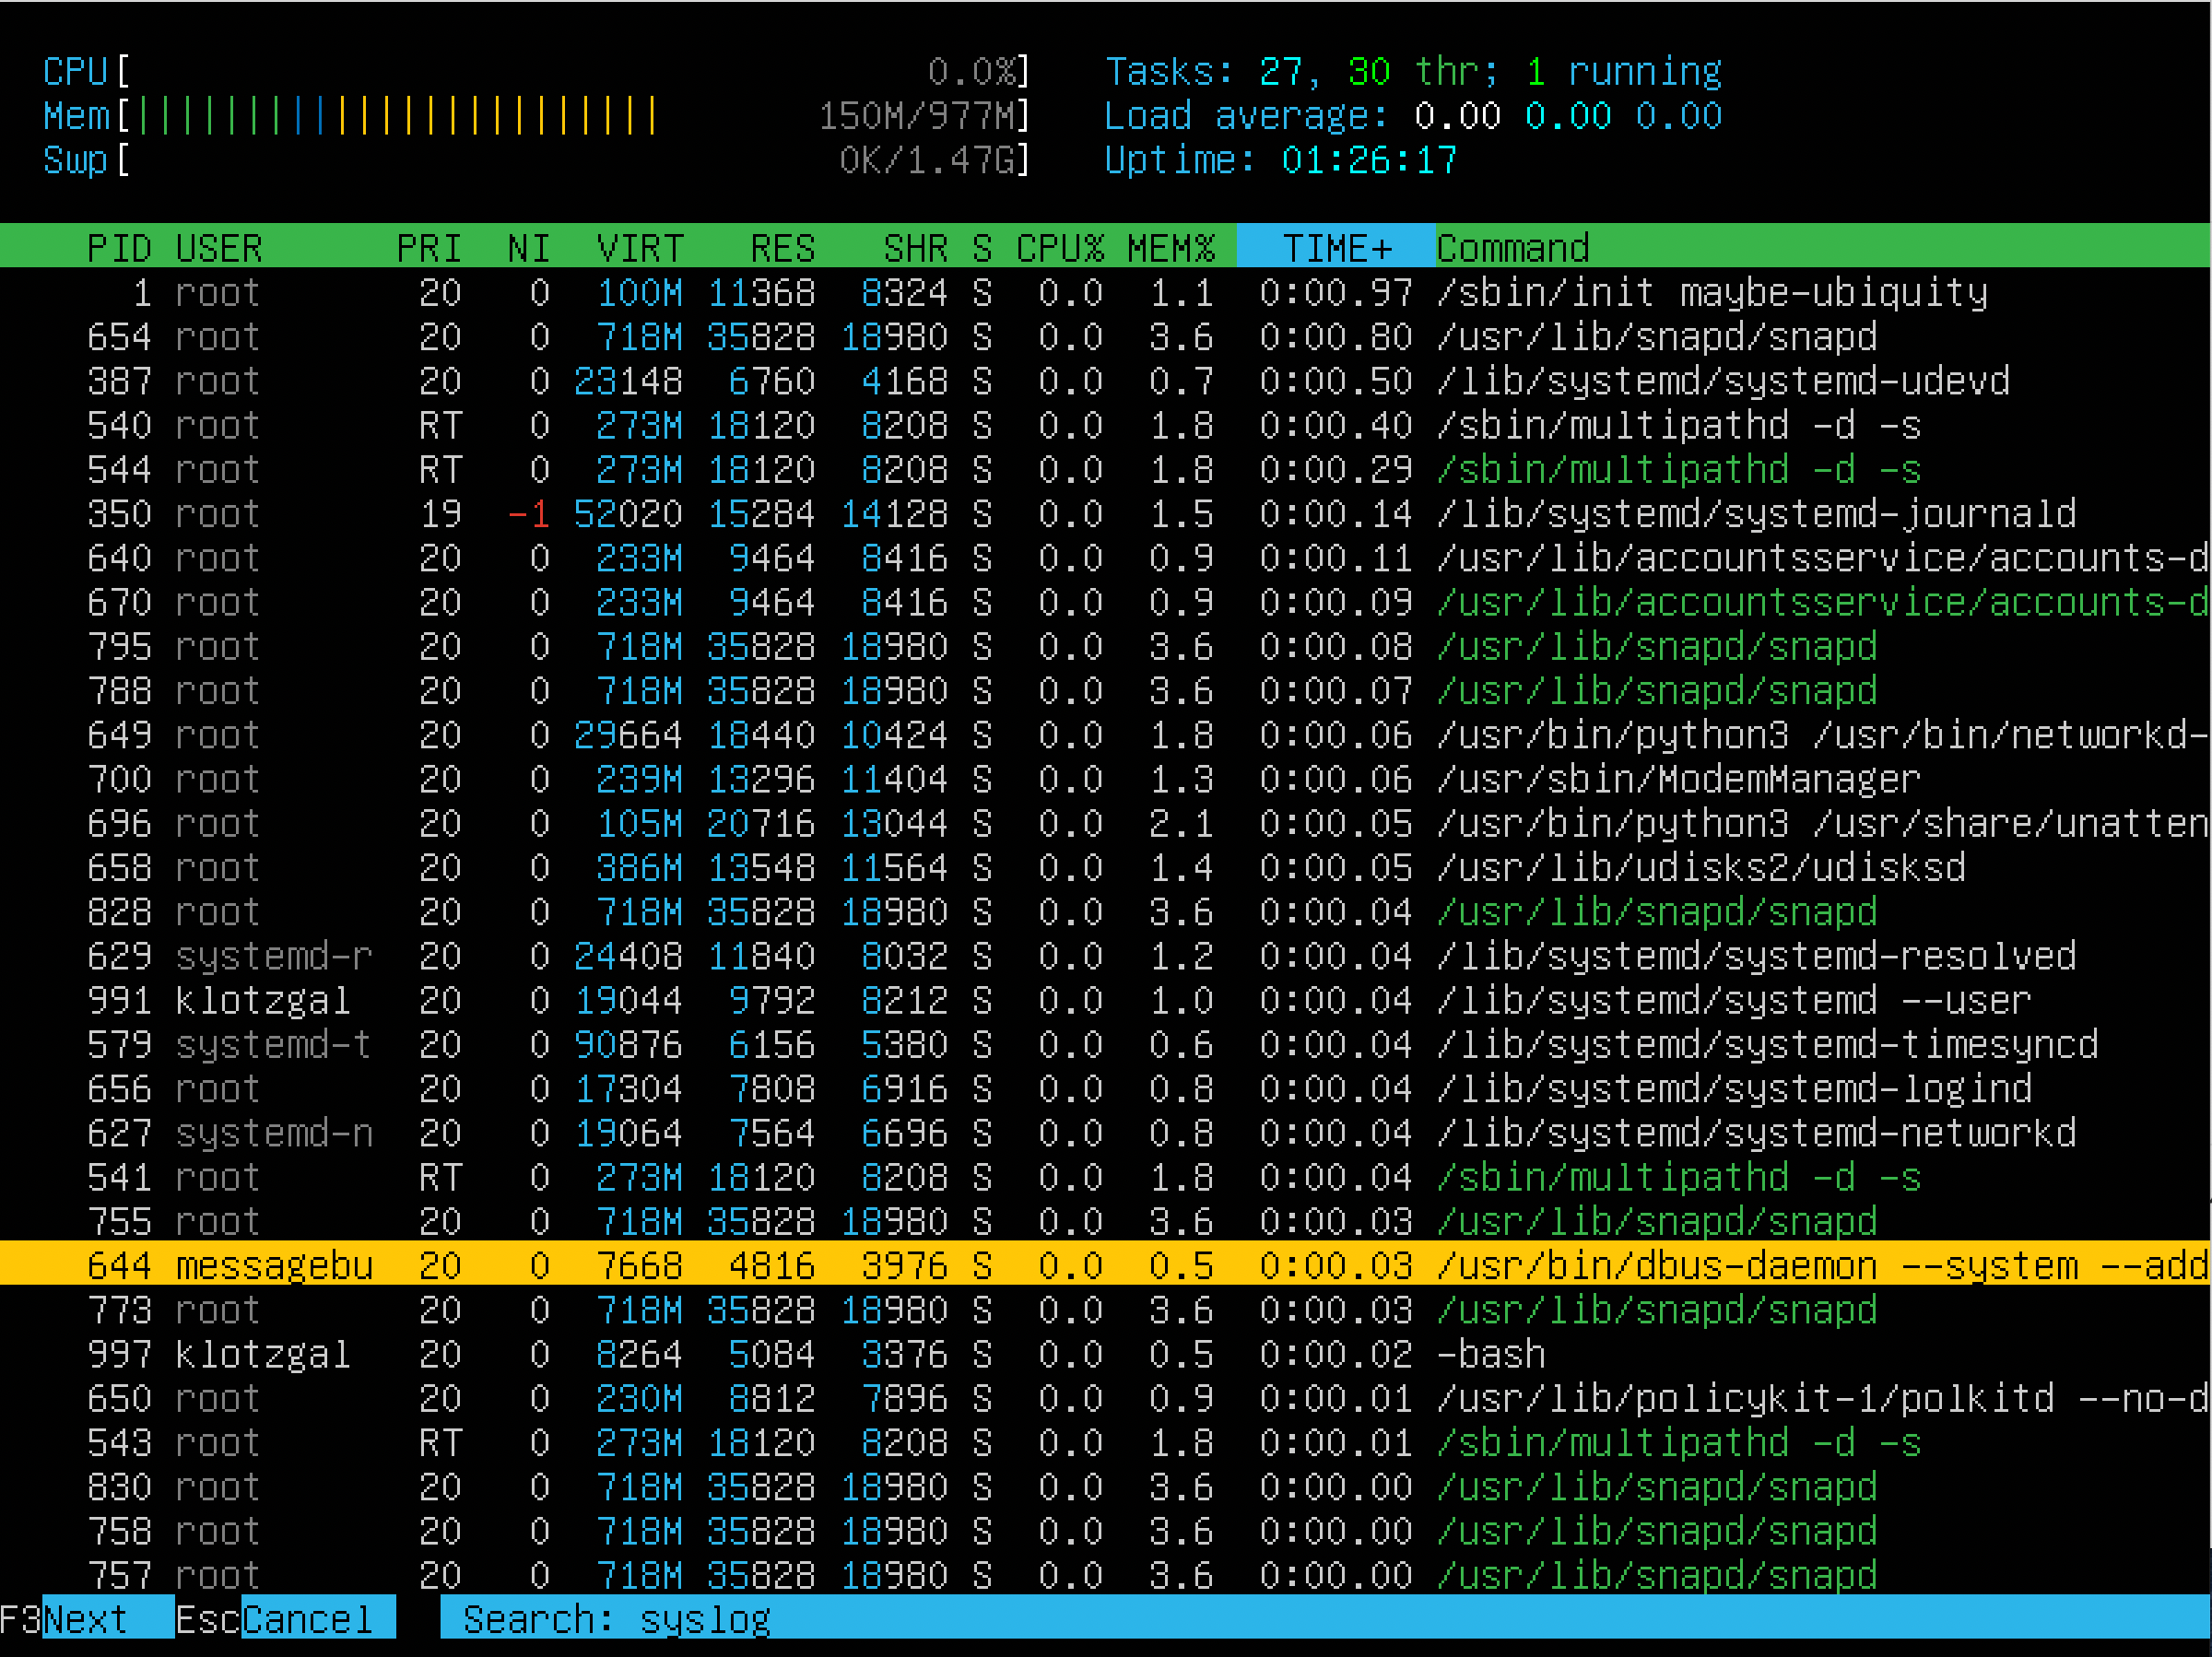 CPU[ 0.0%] Tasks: 27, 30 thr; 1 running
Mem[|||||||||||||||||||||||| 150M/977M] Load average: 0.00 0.00 0.00
Swp[ 0K/1.47G] Uptime: 01:26:17
PID USER PRI NI VIRT RES SHR S CPU% MEM% TIME+ Command
1 root 20 0 100M 11368 8324 S 0.0 1.1 0:00.97 /sbin/init maybe-ubiquity
654 root 20 0 718M 35828 18980 S 0.0 3.6 0:00.80 /usr/lib/snapd/snapd
387 root 20 0 23148 6760 4168 S 0.0 0.7 0:00.50 /lib/systemd/systemd-udevd
540 root RT 0 273M 18120 8208 S 0.0 1.8 0:00.40 /sbin/multipathd -d -s
544 root RT 0 273M 18120 8208 S 0.0 1.8 0:00.29 /sbin/multipathd -d -s
350 root 19 -1 52020 15284 14128 S 0.0 1.5 0:00.14 /lib/systemd/systemd-journald
640 root 20 0 233M 9464 8416 S 0.0 0.9 0:00.11 /usr/lib/accountsservice/accounts-d
670 root 20 0 233M 9464 8416 S 0.0 0.9 0:00.09 /usr/lib/accountsservice/accounts-d
795 root 20 0 718M 35828 18980 S 0.0 3.6 0:00.08 /usr/lib/snapd/snapd
788 root 20 0 718M 35828 18980 S 0.0 3.6 0:00.07 /usr/lib/snapd/snapd
649 root 20 0 29664 18440 10424 S 0.0 1.8 0:00.06 /usr/bin/python3 /usr/bin/networkd-
700 root 20 0 239M 13296 11404 S 0.0 1.3 0:00.06 /usr/sbin/ModemManager
696 root 20 0 105M 20716 13044 S 0.0 2.1 0:00.05 /usr/bin/python3 /usr/share/unatten
658 root 20 0 386M 13548 11564 S 0.0 1.4 0:00.05 /usr/lib/udisks2/udisksd
828 root 20 0 718M 35828 18980 S 0.0 3.6 0:00.04 /usr/lib/snapd/snapd
629 systemd-r 20 0 24408 11840 8032 S 0.0 1.2 0:00.04 /lib/systemd/systemd-resolved
991 klotzgal 20 0 19044 9792 8212 S 0.0 1.0 0:00.04 /lib/systemd/systemd --user
579 systemd-t 20 0 90876 6156 5380 S 0.0 0.6 0:00.04 /lib/systemd/systemd-timesyncd
656 root 20 0 17304 7808 6916 S 0.0 0.8 0:00.04 /lib/systemd/systemd-logind
627 systemd-n 20 0 19064 7564 6696 S 0.0 0.8 0:00.04 /lib/systemd/systemd-networkd
541 root RT 0 273M 18120 8208 S 0.0 1.8 0:00.04 /sbin/multipathd -d -s
755 root 20 0 718M 35828 18980 S 0.0 3.6 0:00.03 /usr/lib/snapd/snapd
644 messagebu 20 0 7668 4816 3976 S 0.0 0.5 0:00.03 /usr/bin/dbus-daemon --system --add
773 root 20 0 718M 35828 18980 S 0.0 3.6 0:00.03 /usr/lib/snapd/snapd
997 klotzgal 20 0 8264 5084 3376 S 0.0 0.5 0:00.02 -bash
650 root 20 0 230M 8812 7896 S 0.0 0.9 0:00.01 /usr/lib/policykit-1/polkitd --no-d
543 root RT 0 273M 18120 8208 S 0.0 1.8 0:00.01 /sbin/multipathd -d -s
830 root 20 0 718M 35828 18980 S 0.0 3.6 0:00.00 /usr/lib/snapd/snapd
758 root 20 0 718M 35828 18980 S 0.0 3.6 0:00.00 /usr/lib/snapd/snapd
757 root 20 0 718M 35828 18980 S 0.0 3.6 0:00.00 /usr/lib/snapd/snapd
F3Next EscCancel Search: syslog